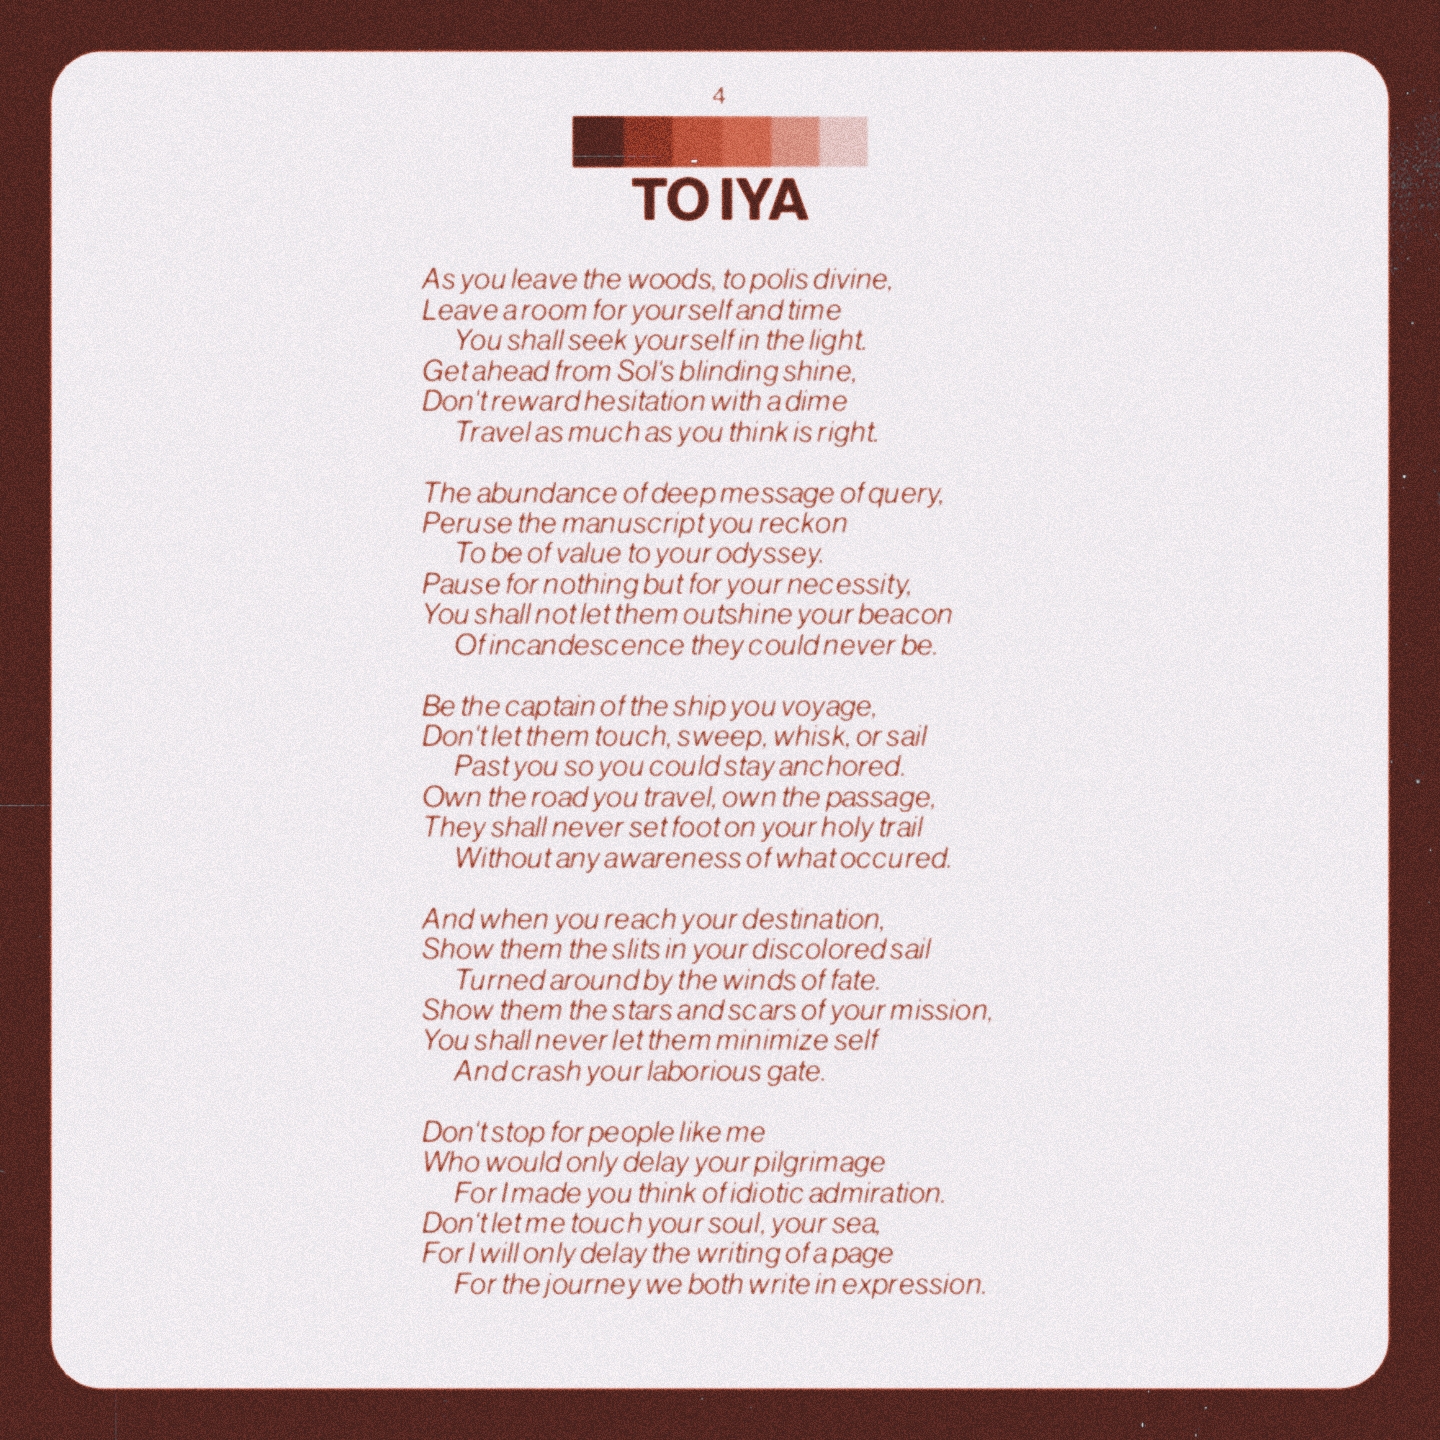 4
TO IYA
As you leave the woods, to polis divine,
Leave a room for yourself and time
You shall seek yourself in the light.
Get ahead from Sol's blinding shine,
Don't reward hesitation with a dime
Travel as much as you think is right.
The abundance of deep message of query,
Peruse the manuscript you reckon
To be of value to your odyssey.
Pause for nothing but for your necessity,
You shall not let them outshine your beacon
Of incandescence they could never be.
Be the captain of the ship you voyage,
Don't let them touch, sweep, whisk, or sail
Past you so you could stay anchored.
Own the road you travel, own the passage,
They shall never set foot on your holy trail
Without any awareness of what occured.
And when you reach your destination,
Show them the slits in your discolored sail
Turned around by the winds of fate.
Show them the stars and scars of your mission,
You shall never let them minimize self
And crash your laborious gate.
Don't stop for people like me
Who would only delay your pilgrimage
For I made you think of idiotic admiration.
Don't let me touch your soul, your sea,
For I will only delay the writing of a page
For the journey we both write in expression.